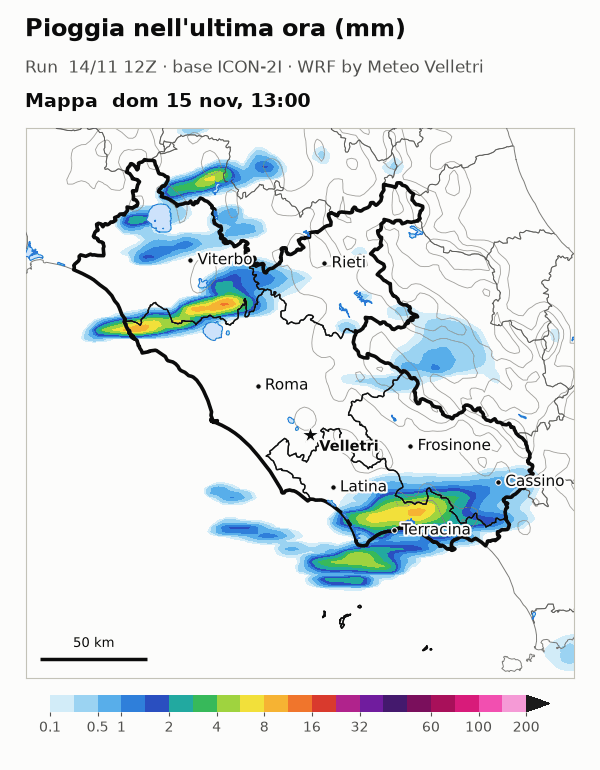 Pioggia nell'ultima ora (mm)
Run  14/11 12Z · base ICON-2I · WRF by Meteo Velletri
Mappa  dom 15 nov, 13:00
Viterbo
Rieti
Roma
Velletri
Frosinone
Latina
Cassino
Terracina
50 km
0.1 0.5 1 2 4 8 16 32 60 100 200